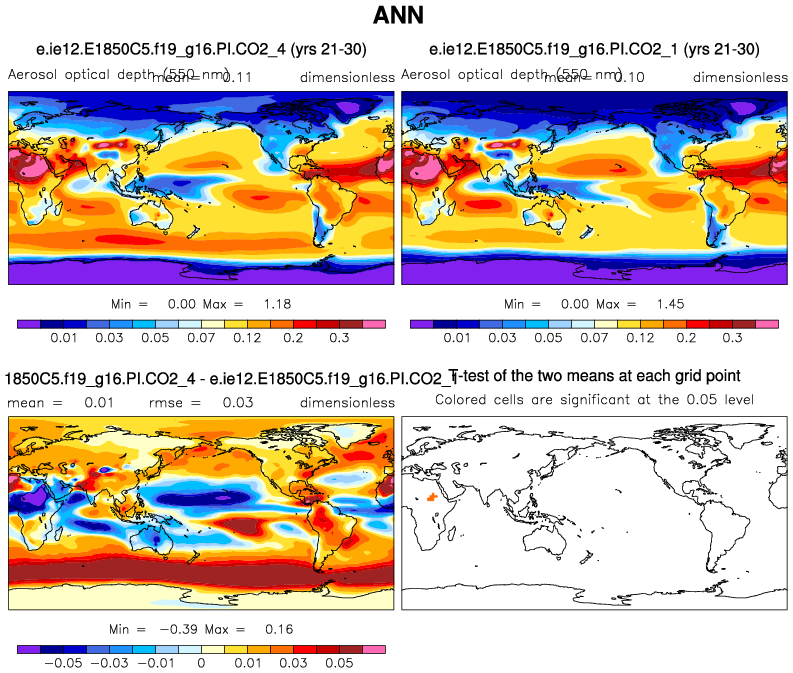 ANN
e.ie12.E1850C5.f19_g16.PI.CO2_4 (yrs 21-30)
Aerosol optical depth (550 nm) mean= 0.11 dimensionless
Min = 0.00 Max = 1.18
0.01 0.03 0.05 0.07 0.12 0.2 0.3
e.ie12.E1850C5.f19_g16.PI.CO2_1 (yrs 21-30)
Aerosol optical depth (550 nm) mean= 0.10 dimensionless
Min = 0.00 Max = 1.45
0.01 0.03 0.05 0.07 0.12 0.2 0.3
1850C5.f19_g16.PI.CO2_4 - e.ie12.E1850C5.f19_g16.PI.CO2_1
mean = 0.01 rmse = 0.03 dimensionless
Min = -0.39 Max = 0.16
-0.05 -0.03 -0.01 0 0.01 0.03 0.05
T-test of the two means at each grid point
Colored cells are significant at the 0.05 level